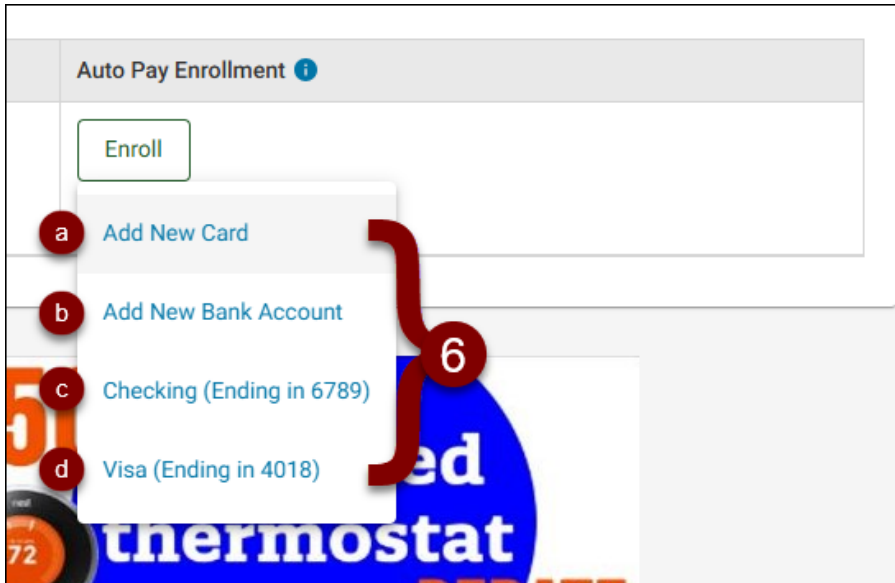 Auto Pay Enrollment
Enroll
a Add New Card
b Add New Bank Account
6
c Checking (Ending in 6789)
d Visa (Ending in 4018)
ed
nest
72
thermostat